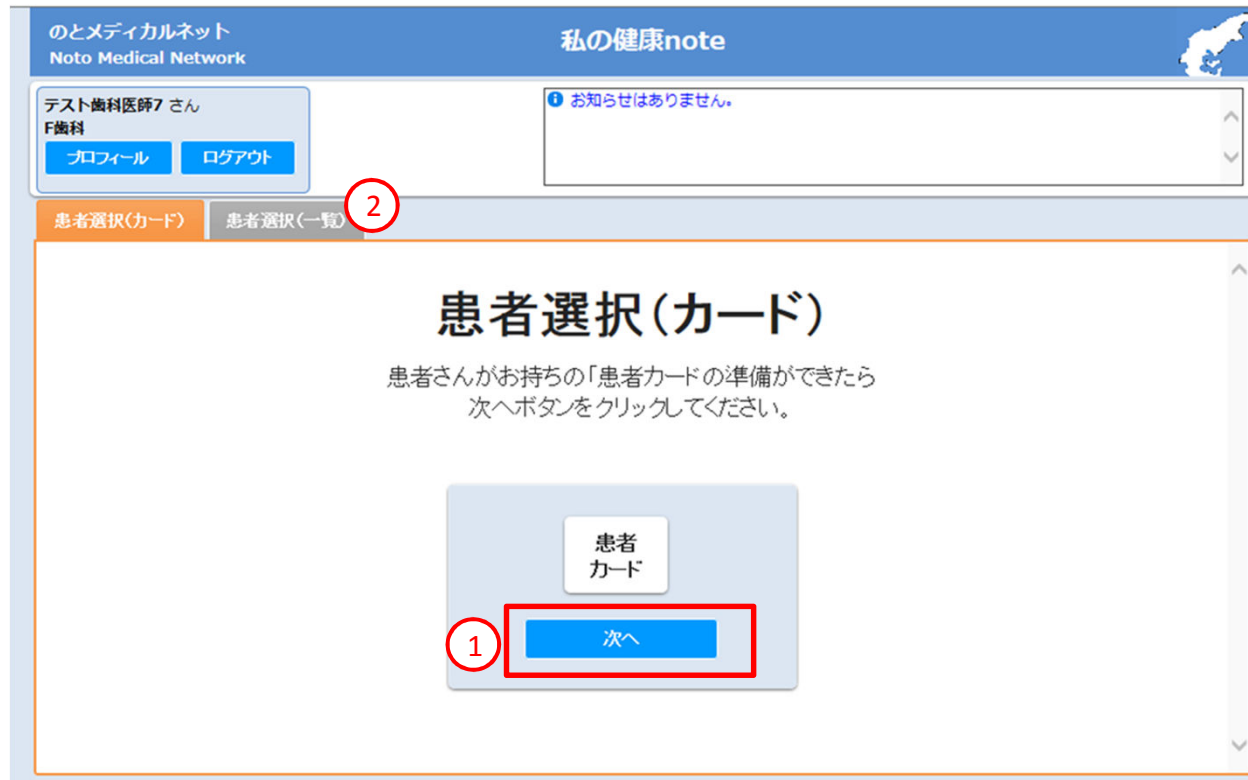 のとメディカルネット
Noto Medical Network
私の健康note
テスト歯科医師7 さん
F歯科
プロフィール ログアウト
お知らせはありません。
患者選択(カード) 患者選択(一覧)
2
患者選択(カード)
患者さんがお持ちの「患者カードの準備ができたら
次へボタンをクリックしてください。
患者
カード
1
次へ